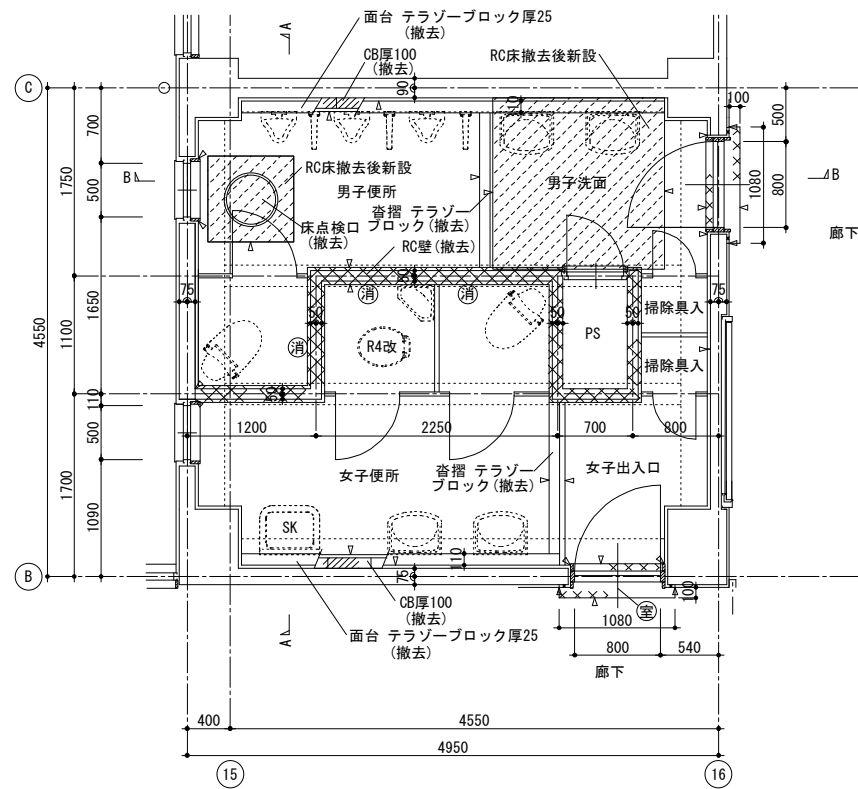 面台 テラゾーブロック厚25
(撤去)
A
CB厚100
(撤去)
RC床撤去後新設
C
90
10
100
500
700
1750
500
B
RC床撤去後新設
男子便所
男子洗面
1080
800
B
沓摺 テラゾー
ブロック(撤去)
床点検口
(撤去)
RC壁(撤去)
廊下
75
50
消
消
75
4550
1650
1100
50
50
50
掃除具入
PS
R4改
消
掃除具入
50
110
1200
2250
700
800
500
女子便所
沓摺 テラゾー
ブロック(撤去)
女子出入口
1700
1090
SK
110
B
75
100
CB厚100
(撤去)
室
1080
面台 テラゾーブロック厚25
(撤去)
A
800
540
廊下
400
4550
4950
15
16